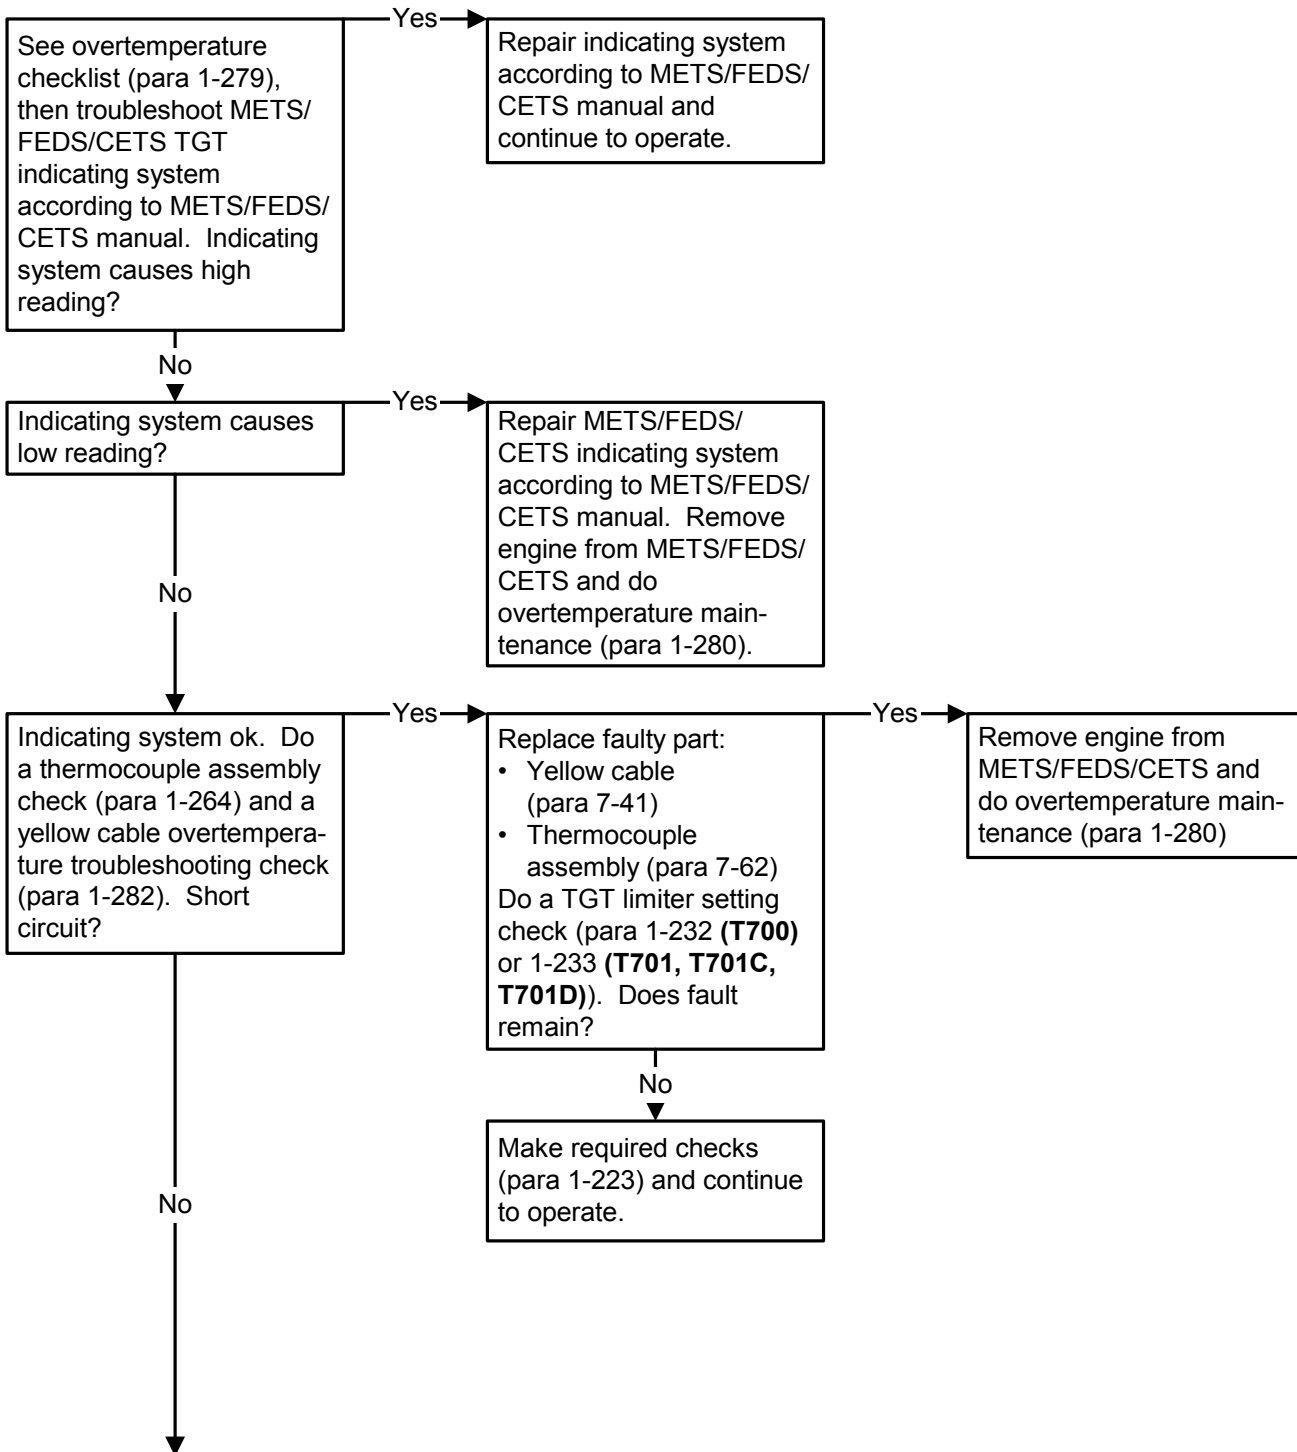 See overtemperature
checklist (para 1-279),
then troubleshoot METS/
FEDS/CETS TGT
indicating system
according to METS/FEDS/
CETS manual.  Indicating
system causes high
reading?
Yes
Repair indicating system
according to METS/FEDS/
CETS manual and
continue to operate.
No
Indicating system causes
low reading?
Yes
Repair METS/FEDS/
CETS indicating system
according to METS/FEDS/
CETS manual.  Remove
engine from METS/FEDS/
CETS and do
overtemperature main-
tenance (para 1-280).
No
Indicating system ok.  Do
a thermocouple assembly
check (para 1-264) and a
yellow cable overtempera-
ture troubleshooting check
(para 1-282).  Short
circuit?
Yes
Replace faulty part:
• Yellow cable
(para 7-41)
• Thermocouple
assembly (para 7-62)
Do a TGT limiter setting
check (para 1-232 (T700)
or 1-233 (T701, T701C,
T701D)).  Does fault
remain?
Yes
Remove engine from
METS/FEDS/CETS and
do overtemperature main-
tenance (para 1-280)
No
Make required checks
(para 1-223) and continue
to operate.
No